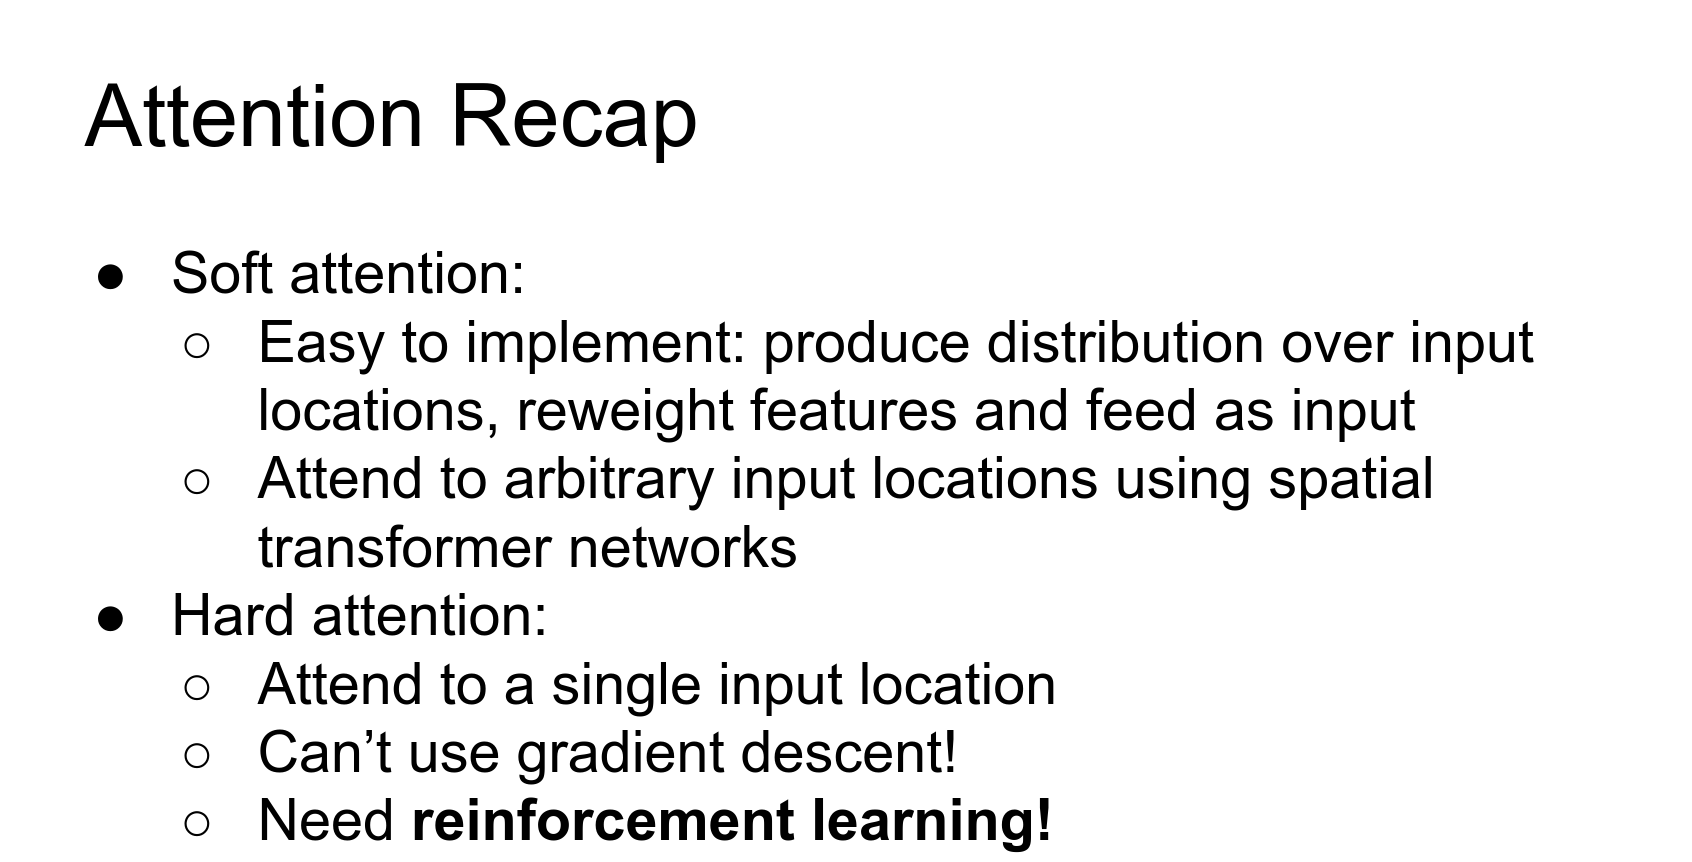 Attention Recap
● Soft attention:
○ Easy to implement: produce distribution over input
locations, reweight features and feed as input
○ Attend to arbitrary input locations using spatial
transformer networks
● Hard attention:
○ Attend to a single input location
○ Can’t use gradient descent!
○ Need reinforcement learning!